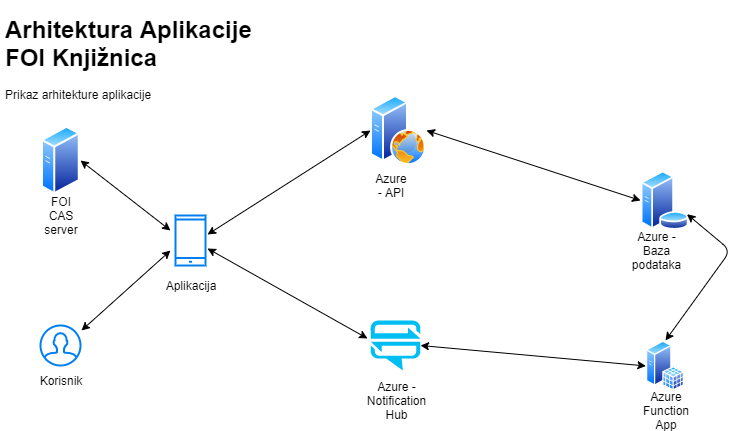 Arhitektura Aplikacije
FOI Knjižnica
Prikaz arhitekture aplikacije
FOI
CAS
server
Azure
- API
Azure -
Baza
podataka
Aplikacija
Korisnik
Azure -
Notification
Hub
Azure
Function
App